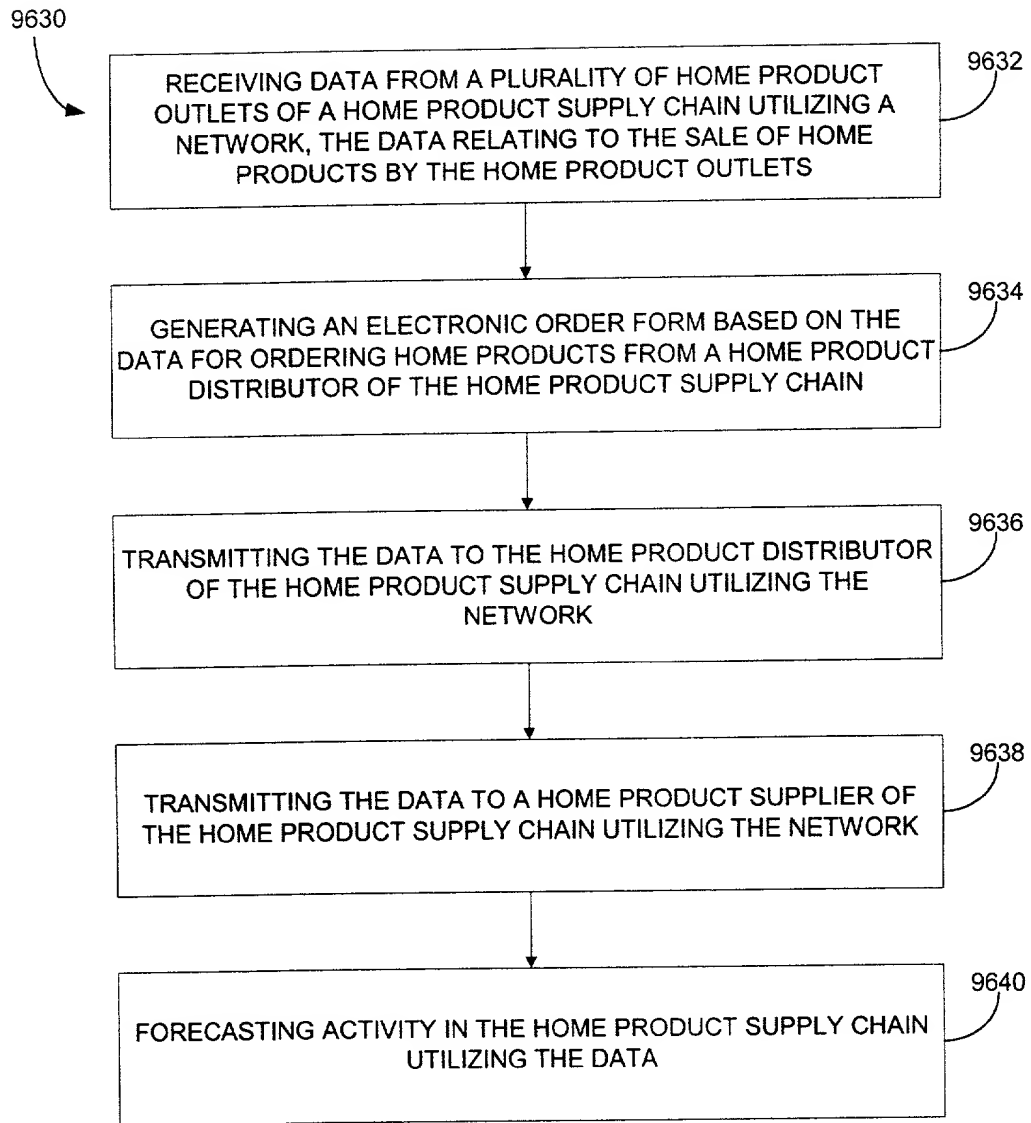 9630
RECEIVING DATA FROM A PLURALITY OF HOME PRODUCT
OUTLETS OF A HOME PRODUCT SUPPLY CHAIN UTILIZING A
NETWORK, THE DATA RELATING TO THE SALE OF HOME
PRODUCTS BY THE HOME PRODUCT OUTLETS
9632
GENERATING AN ELECTRONIC ORDER FORM BASED ON THE
DATA FOR ORDERING HOME PRODUCTS FROM A HOME PRODUCT
DISTRIBUTOR OF THE HOME PRODUCT SUPPLY CHAIN
9634
TRANSMITTING THE DATA TO THE HOME PRODUCT DISTRIBUTOR
OF THE HOME PRODUCT SUPPLY CHAIN UTILIZING THE
NETWORK
9636
TRANSMITTING THE DATA TO A HOME PRODUCT SUPPLIER OF
THE HOME PRODUCT SUPPLY CHAIN UTILIZING THE NETWORK
9638
FORECASTING ACTIVITY IN THE HOME PRODUCT SUPPLY CHAIN
UTILIZING THE DATA
9640